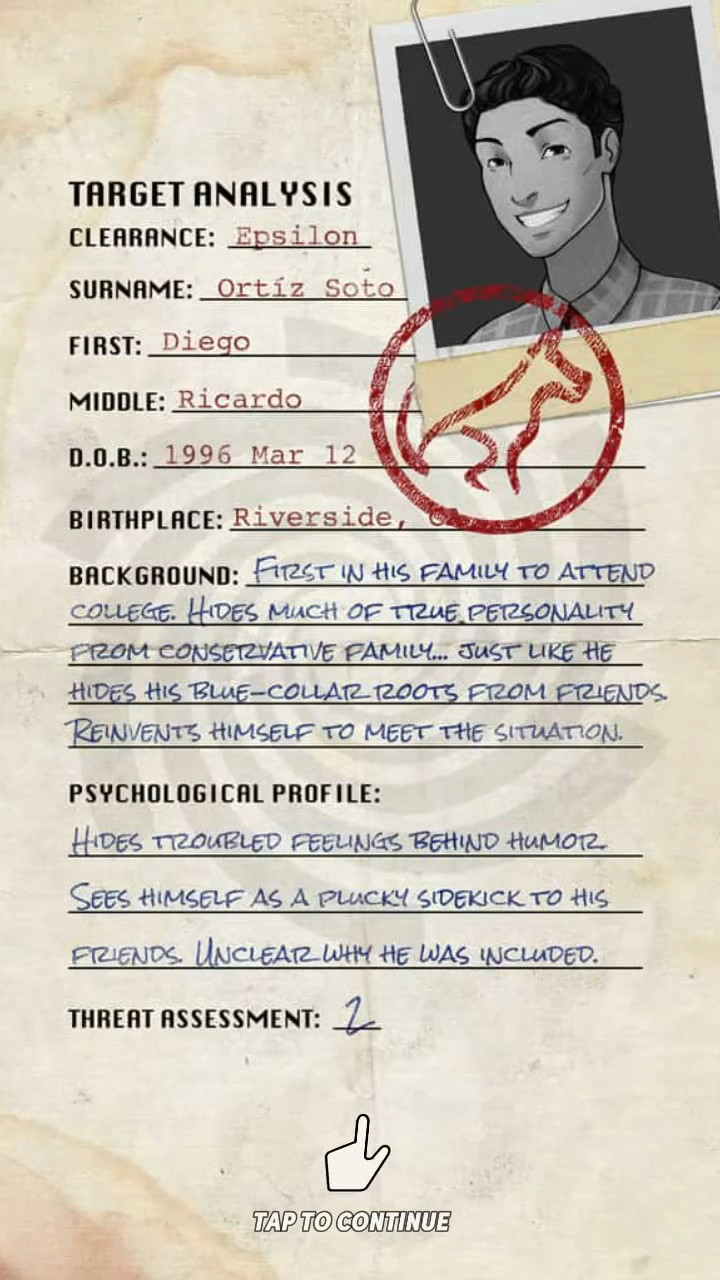 TARGET ANALYSIS
CLEARANCE: Epsilon
SURNAME: Ortíz Soto
FIRST: Diego
MIDDLE: Ricardo
D.O.B.: 1996 Mar 12
BIRTHPLACE: Riverside,
BACKGROUND: FIRST IN HIS FAMILY TO ATTEND
COLLEGE. HIDES MUCH OF TRUE PERSONALITY
FROM CONSERVATIVE FAMILY... JUST LIKE HE
HIDES HIS BLUE-COLLAR ROOTS FROM FRIENDS.
REINVENTS HIMSELF TO MEET THE SITUATION.
PSYCHOLOGICAL PROFILE:
HIDES TROUBLED FEELINGS BEHIND HUMOR.
SEES HIMSELF AS A PLUCKY SIDEKICK TO HIS
FRIENDS. UNCLEAR WHY HE WAS INCLUDED.
THREAT ASSESSMENT: 2
TAP TO CONTINUE